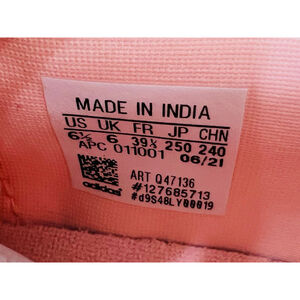 MADE IN INDIA
US UK FR JP CHN
6½ 6 39⅓ 250 240
APC 011001 06/21
adidas
ART Q47136
#127685713
#d9S48LY00019